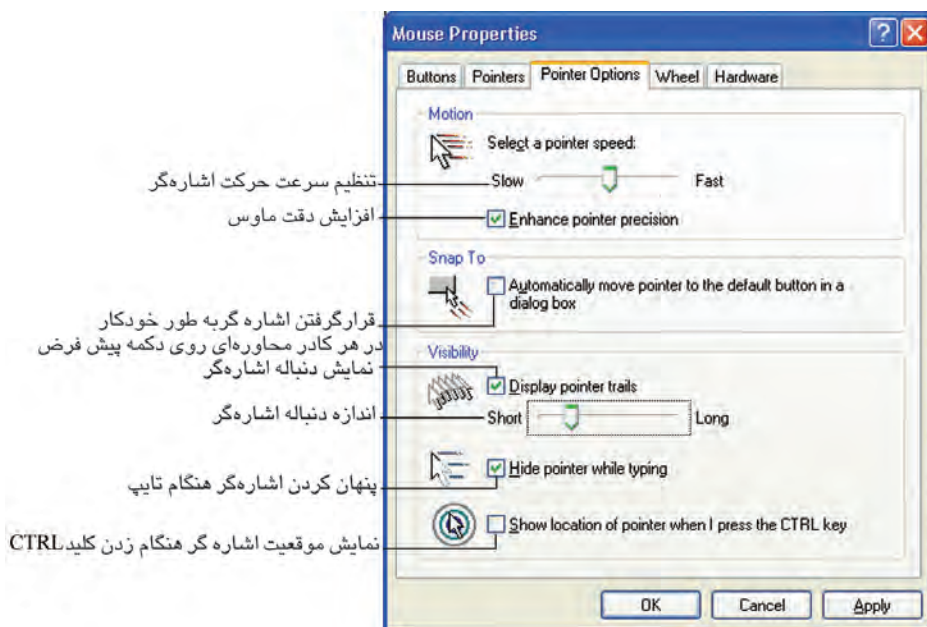 Mouse Properties
Buttons Pointers Pointer Options Wheel Hardware
Motion
Select a pointer speed:
Slow Fast
تنظیم سرعت حرکت اشاره‌گر
Enhance pointer precision
افزایش دقت ماوس
Snap To
Automatically move pointer to the default button in a
dialog box
قرارگرفتن اشاره گربه طور خودکار
در هر کادر محاوره‌ای روی دکمه پیش فرض
Visibility
Display pointer trails
نمایش دنباله اشاره‌گر
Short Long
اندازه دنباله اشاره‌گر
Hide pointer while typing
پنهان کردن اشاره‌گر هنگام تایپ
Show location of pointer when I press the CTRL key
نمایش موقعیت اشاره گر هنگام زدن کلید CTRL
OK Cancel Apply